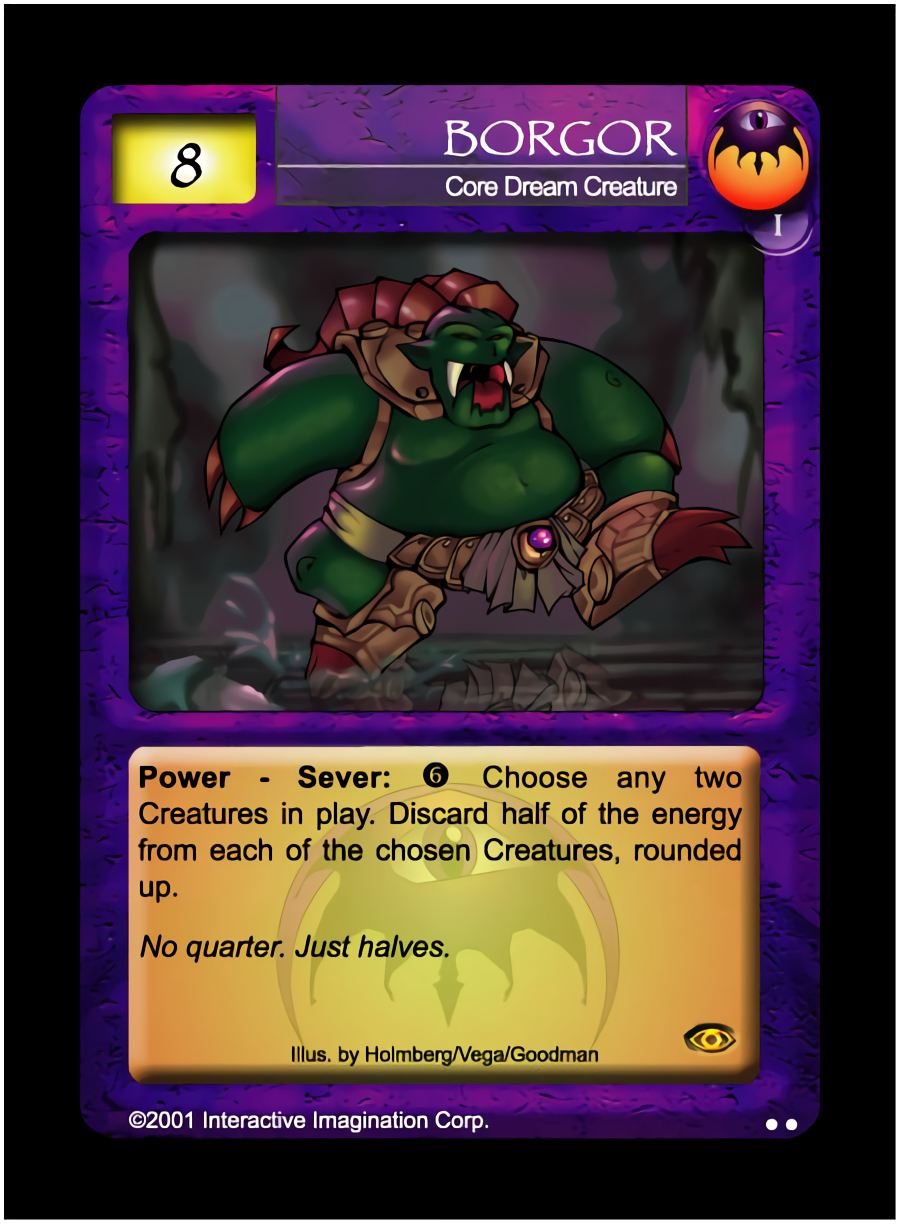 8
BORGOR
Core Dream Creature
I
Power - Sever: ❻ Choose any two
Creatures in play. Discard half of the energy
from each of the chosen Creatures, rounded
up.
No quarter. Just halves.
Illus. by Holmberg/Vega/Goodman
©2001 Interactive Imagination Corp.